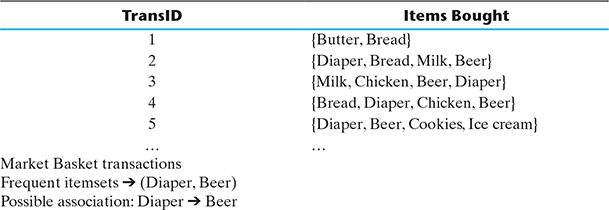 TransID Items Bought
1 {Butter, Bread}
2 {Diaper, Bread, Milk, Beer}
3 {Milk, Chicken, Beer, Diaper}
4 {Bread, Diaper, Chicken, Beer}
5 {Diaper, Beer, Cookies, Ice cream}
… …
Market Basket transactions
Frequent itemsets ➔ (Diaper, Beer)
Possible association: Diaper ➔ Beer